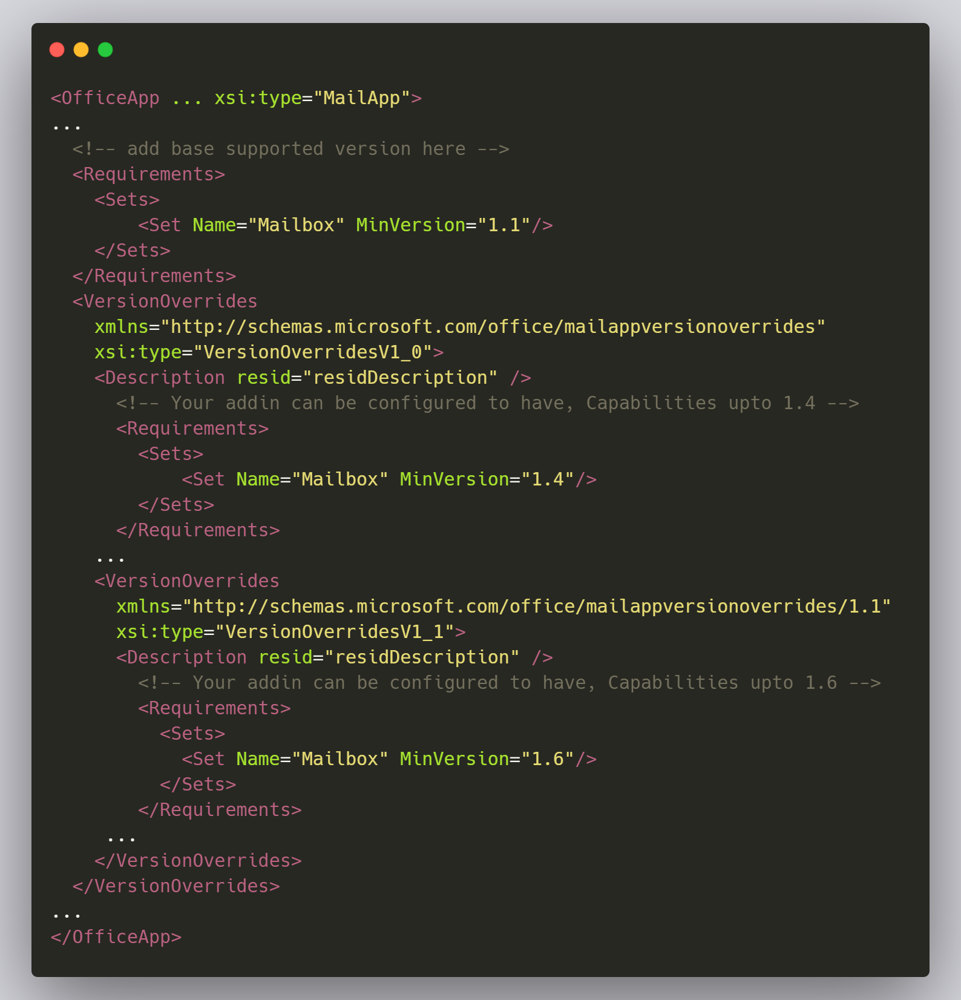 <OfficeApp ... xsi:type="MailApp">
...
  <!-- add base supported version here -->
  <Requirements>
    <Sets>
        <Set Name="Mailbox" MinVersion="1.1"/>
    </Sets>
  </Requirements>
  <VersionOverrides
    xmlns="http://schemas.microsoft.com/office/mailappversionoverrides"
    xsi:type="VersionOverridesV1_0">
    <Description resid="residDescription" />
      <!-- Your addin can be configured to have, Capabilities upto 1.4 -->
      <Requirements>
        <Sets>
            <Set Name="Mailbox" MinVersion="1.4"/>
        </Sets>
      </Requirements>
    ...
    <VersionOverrides
      xmlns="http://schemas.microsoft.com/office/mailappversionoverrides/1.1"
      xsi:type="VersionOverridesV1_1">
      <Description resid="residDescription" />
        <!-- Your addin can be configured to have, Capabilities upto 1.6 -->
        <Requirements>
          <Sets>
            <Set Name="Mailbox" MinVersion="1.6"/>
          </Sets>
        </Requirements>
     ...
    </VersionOverrides>
  </VersionOverrides>
...
</OfficeApp>